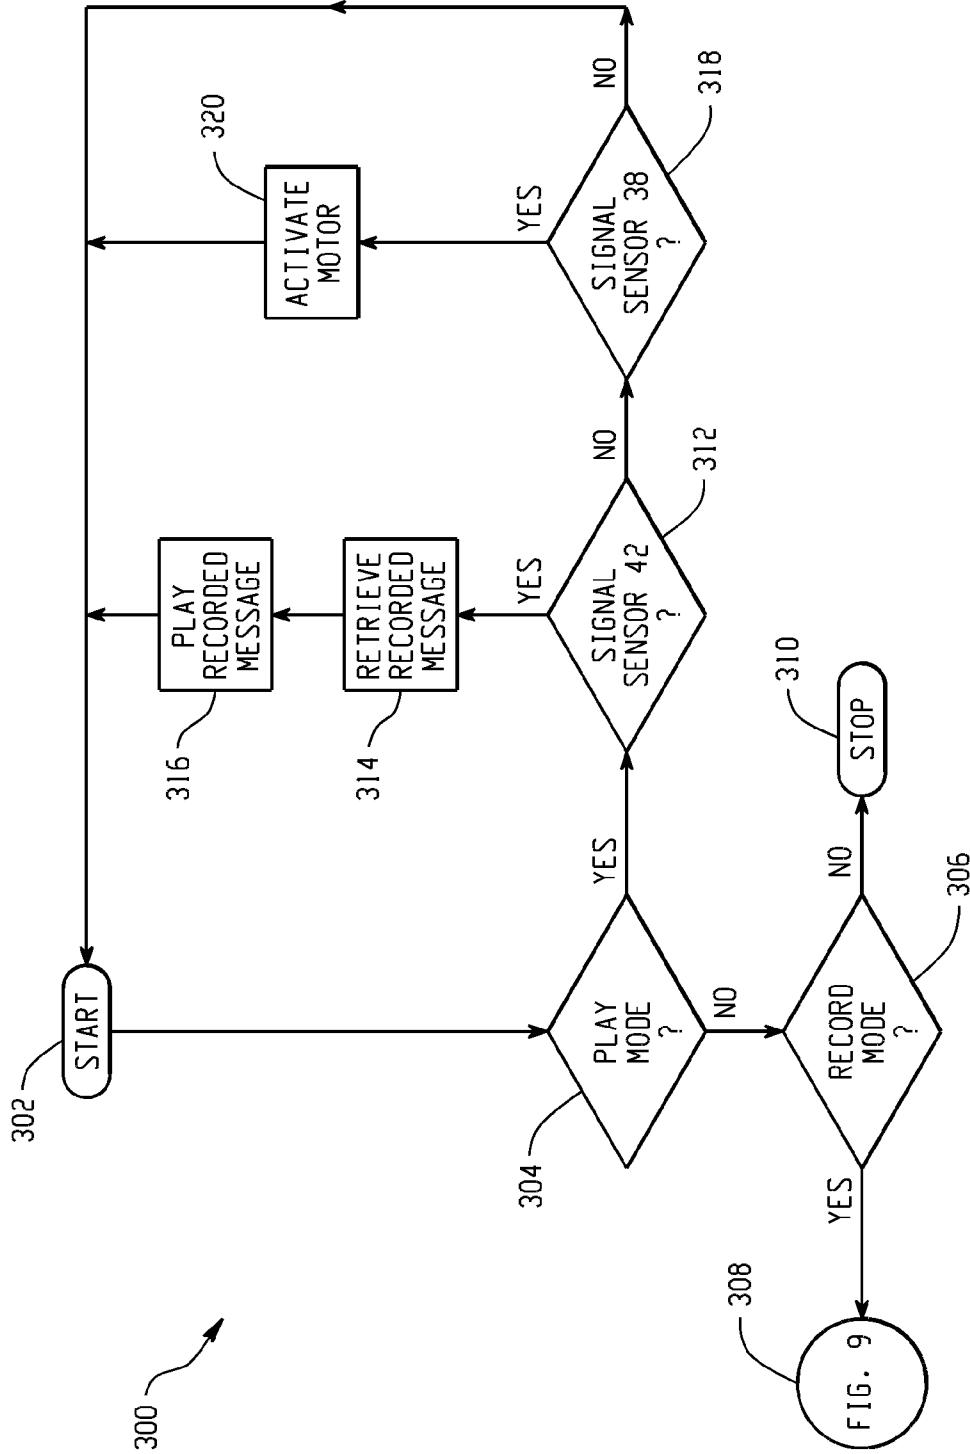 300
302
START
304
PLAY
MODE
?
YES
NO
306
RECORD
MODE
?
YES
NO
308
FIG. 9
310
STOP
312
SIGNAL
SENSOR 42
?
YES
NO
314
RETRIEVE
RECORDED
MESSAGE
316
PLAY
RECORDED
MESSAGE
318
SIGNAL
SENSOR 38
?
YES
NO
320
ACTIVATE
MOTOR